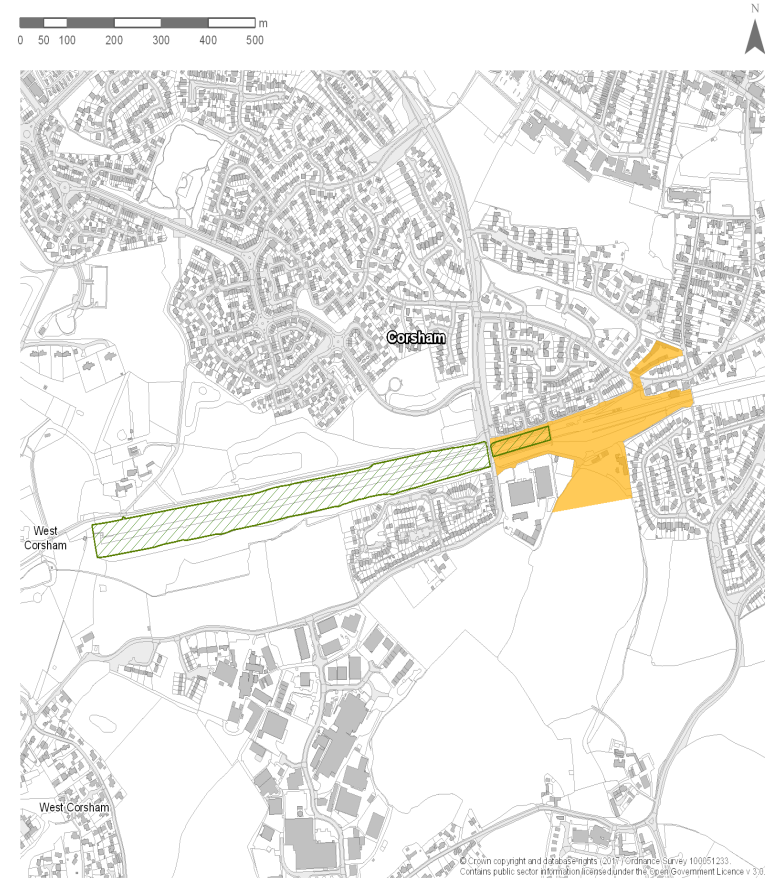 N
m
0 50 100 200 300 400 500
Corsham
West
Corsham
West Corsham
© Crown copyright and database rights (2017) Ordnance Survey 100051233.
Contains public sector information licensed under the Open Government Licence v 3.0.